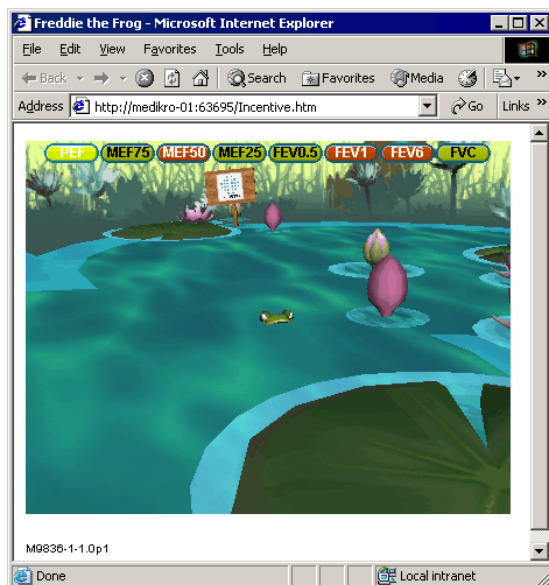 Freddie the Frog - Microsoft Internet Explorer
File Edit View Favorites Tools Help
Back Search Favorites Media »
Address http://medikro-01:63695/Incentive.htm Go Links »
PEF MEF75 MEF50 MEF25 FEV0.5 FEV1 FEV6 FVC
M9836-1-1.0p1
Done Local intranet